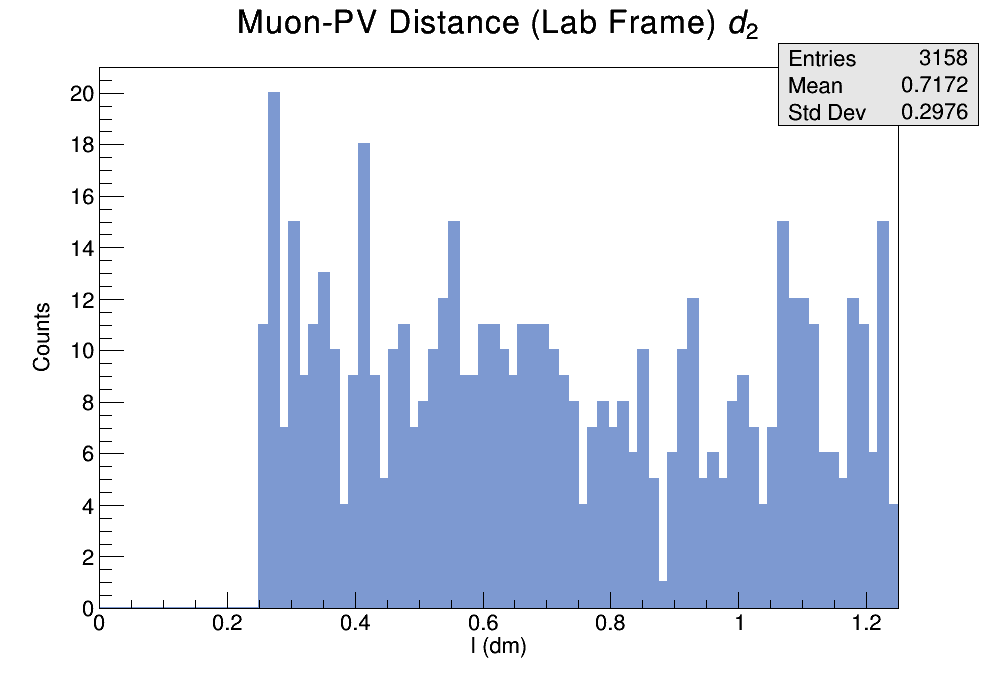 Muon-PV Distance (Lab Frame) d₂
Entries 3158
Mean 0.7172
Std Dev 0.2976
20
18
16
14
12
10
8
6
4
2
0
Counts
0 0.2 0.4 0.6 0.8 1 1.2
l (dm)